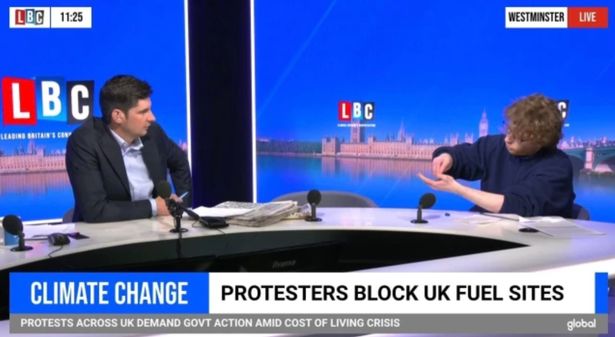 LBC 11:25
WESTMINSTER LIVE
LBC
LEADING BRITAIN'S CON
LBC
CLIMATE CHANGE PROTESTERS BLOCK UK FUEL SITES
PROTESTS ACROSS UK DEMAND GOVT ACTION AMID COST OF LIVING CRISIS
global